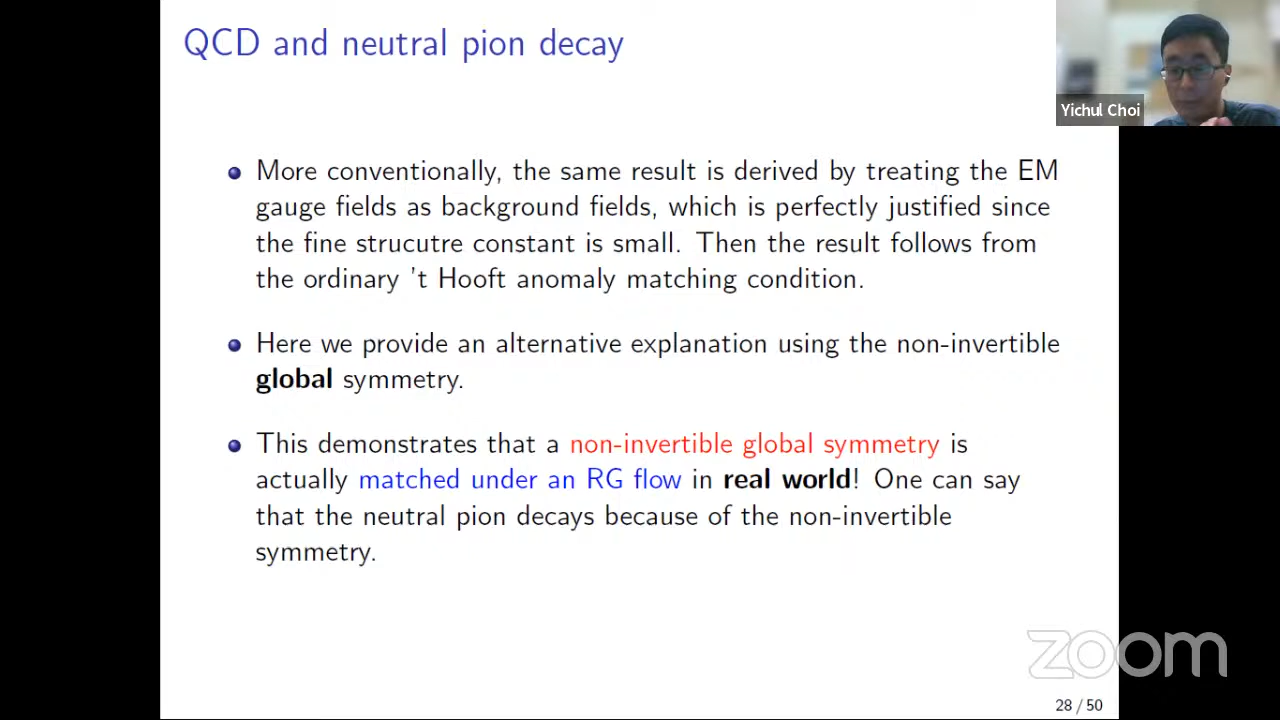 QCD and neutral pion decay
Yichul Choi
More conventionally, the same result is derived by treating the EM
gauge fields as background fields, which is perfectly justified since
the fine strucutre constant is small. Then the result follows from
the ordinary 't Hooft anomaly matching condition.
Here we provide an alternative explanation using the non-invertible
global symmetry.
This demonstrates that a non-invertible global symmetry is
actually matched under an RG flow in real world! One can say
that the neutral pion decays because of the non-invertible
symmetry.
zoom
28 / 50